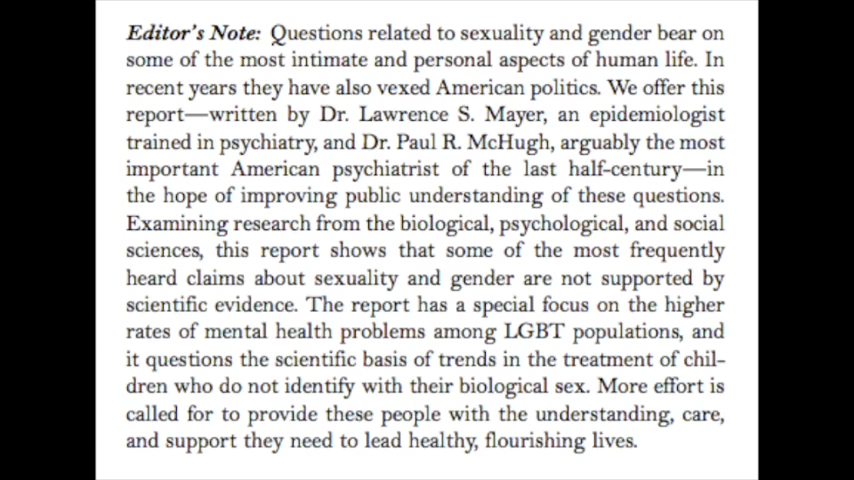 Editor's Note: Questions related to sexuality and gender bear on
some of the most intimate and personal aspects of human life. In
recent years they have also vexed American politics. We offer this
report—written by Dr. Lawrence S. Mayer, an epidemiologist
trained in psychiatry, and Dr. Paul R. McHugh, arguably the most
important American psychiatrist of the last half-century—in
the hope of improving public understanding of these questions.
Examining research from the biological, psychological, and social
sciences, this report shows that some of the most frequently
heard claims about sexuality and gender are not supported by
scientific evidence. The report has a special focus on the higher
rates of mental health problems among LGBT populations, and
it questions the scientific basis of trends in the treatment of chil-
dren who do not identify with their biological sex. More effort is
called for to provide these people with the understanding, care,
and support they need to lead healthy, flourishing lives.